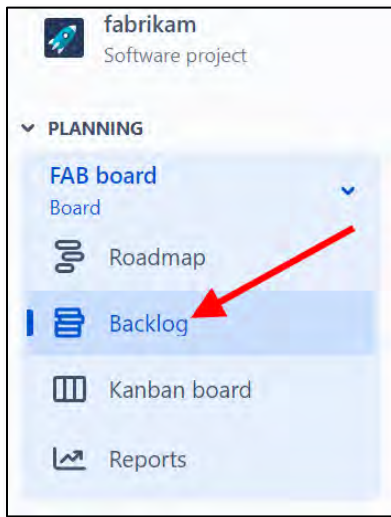 fabrikam
Software project
PLANNING
FAB board
Board
Roadmap
Backlog
Kanban board
Reports